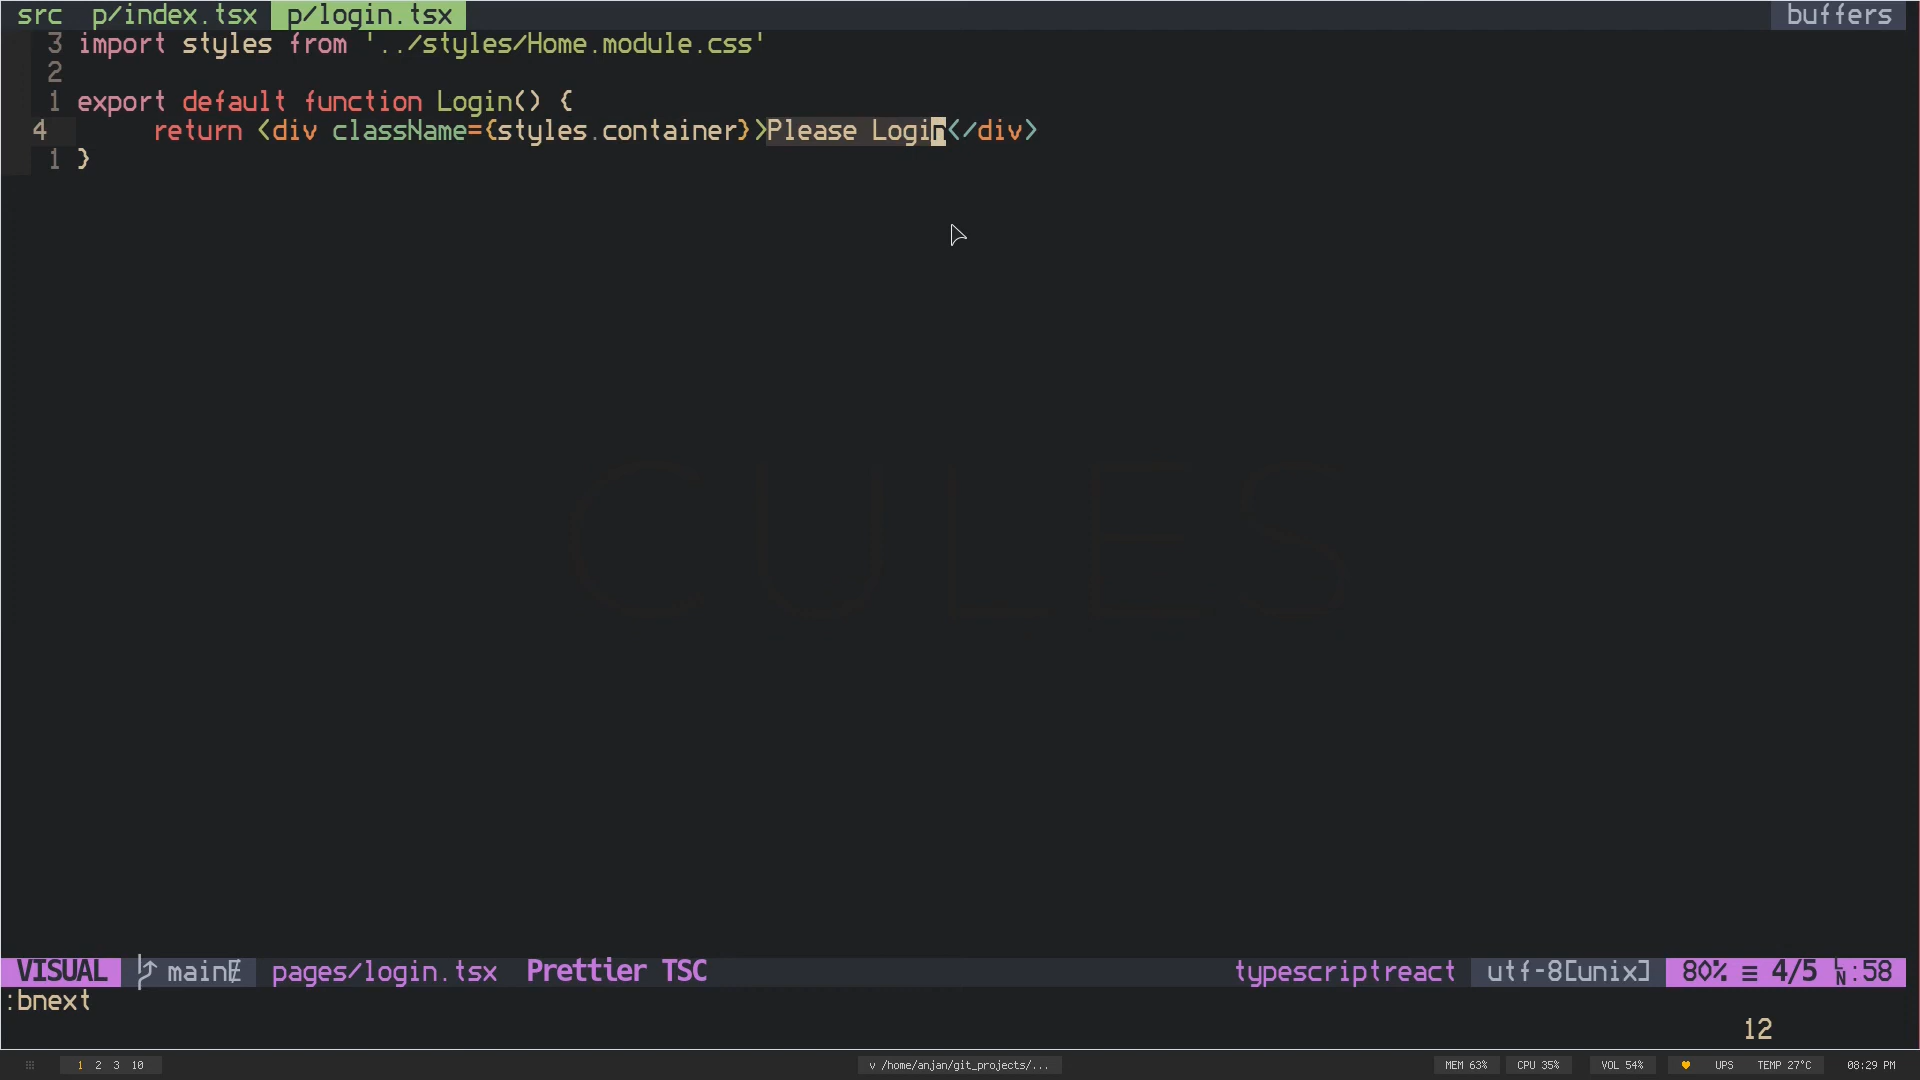 src p/index.tsx p/login.tsx buffers
3 import styles from '../styles/Home.module.css'
2
1 export default function Login() {
4 return <div className={styles.container}>Please Login</div>
1 }
CULES
VISUAL main pages/login.tsx Prettier TSC typescriptreact utf-8[unix] 80% ≡ 4/5 LN:58
:bnext
12
1 2 3 10 v /home/anjan/git_projects/... MEM 63% CPU 35% VOL 54% UPS TEMP 27°C 08:29 PM